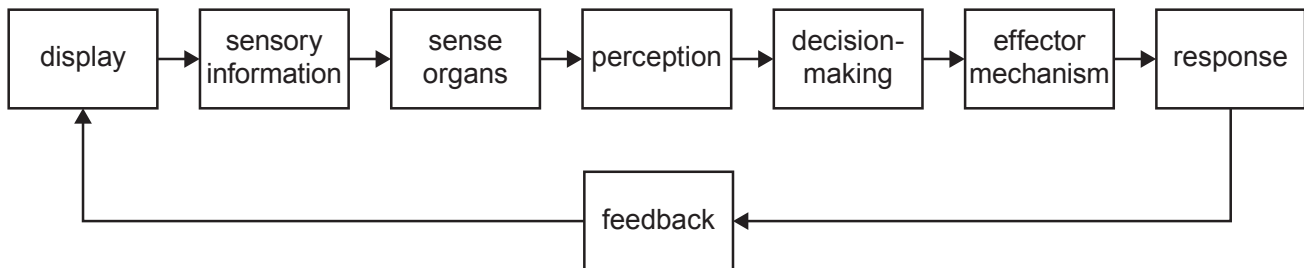 display
sensory
information
sense
organs
perception
decision-
making
effector
mechanism
response
feedback